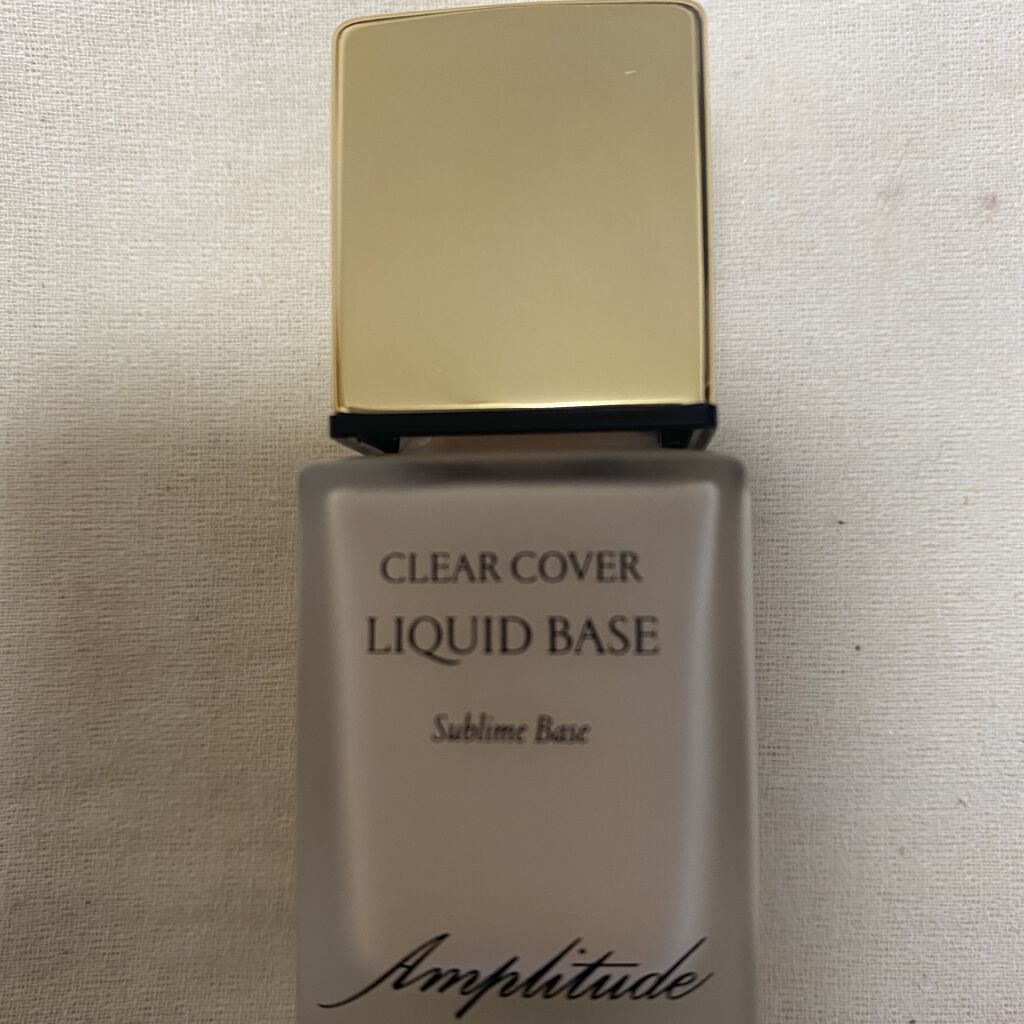 CLEAR COVER
LIQUID BASE
Sublime Base
Amplitude